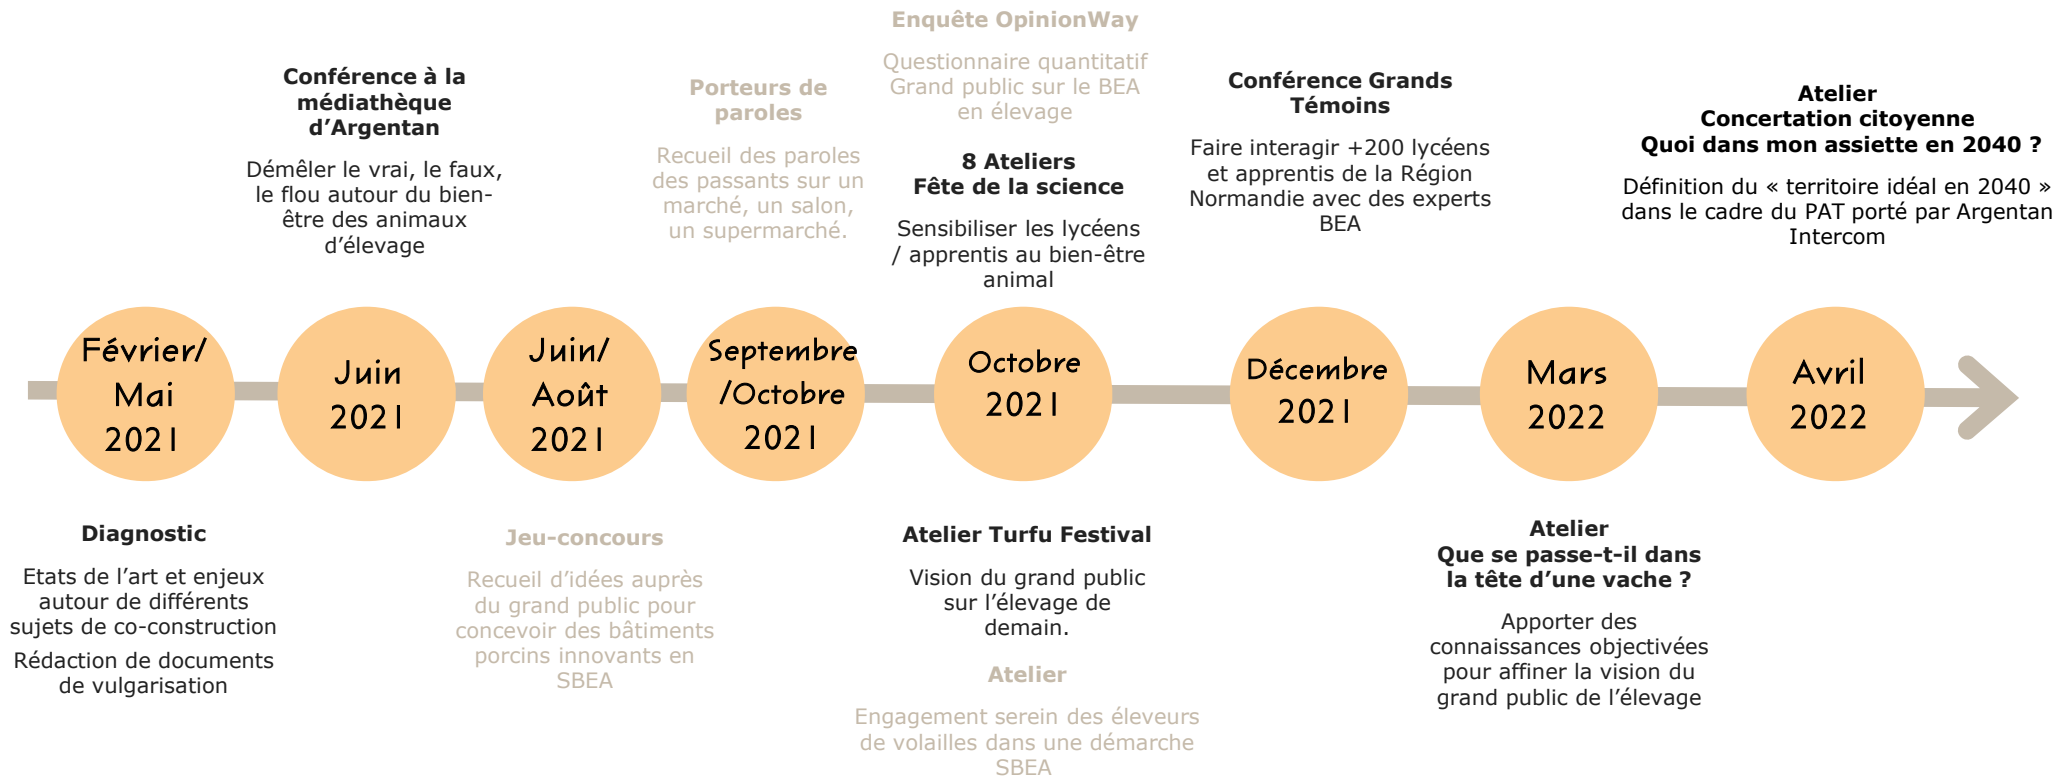 Enquête OpinionWay
Questionnaire quantitatif
Grand public sur le BEA
en élevage
Conférence à la
médiathèque
d’Argentan
Démêler le vrai, le faux,
le flou autour du bien-
être des animaux
d’élevage
Porteurs de
paroles
Recueil des paroles
des passants sur un
marché, un salon,
un supermarché.
8 Ateliers
Fête de la science
Sensibiliser les lycéens
/ apprentis au bien-être
animal
Conférence Grands
Témoins
Faire interagir +200 lycéens
et apprentis de la Région
Normandie avec des experts
BEA
Atelier
Concertation citoyenne
Quoi dans mon assiette en 2040 ?
Définition du « territoire idéal en 2040 »
dans le cadre du PAT porté par Argentan
Intercom
Février/
Mai
2021
Juin
2021
Juin/
Août
2021
Septembre
/Octobre
2021
Octobre
2021
Décembre
2021
Mars
2022
Avril
2022
Diagnostic
Etats de l’art et enjeux
autour de différents
sujets de co-construction
Rédaction de documents
de vulgarisation
Jeu-concours
Recueil d’idées auprès
du grand public pour
concevoir des bâtiments
porcins innovants en
SBEA
Atelier Turfu Festival
Vision du grand public
sur l’élevage de
demain.
Atelier
Engagement serein des éleveurs
de volailles dans une démarche
SBEA
Atelier
Que se passe-t-il dans
la tête d’une vache ?
Apporter des
connaissances objectivées
pour affiner la vision du
grand public de l’élevage